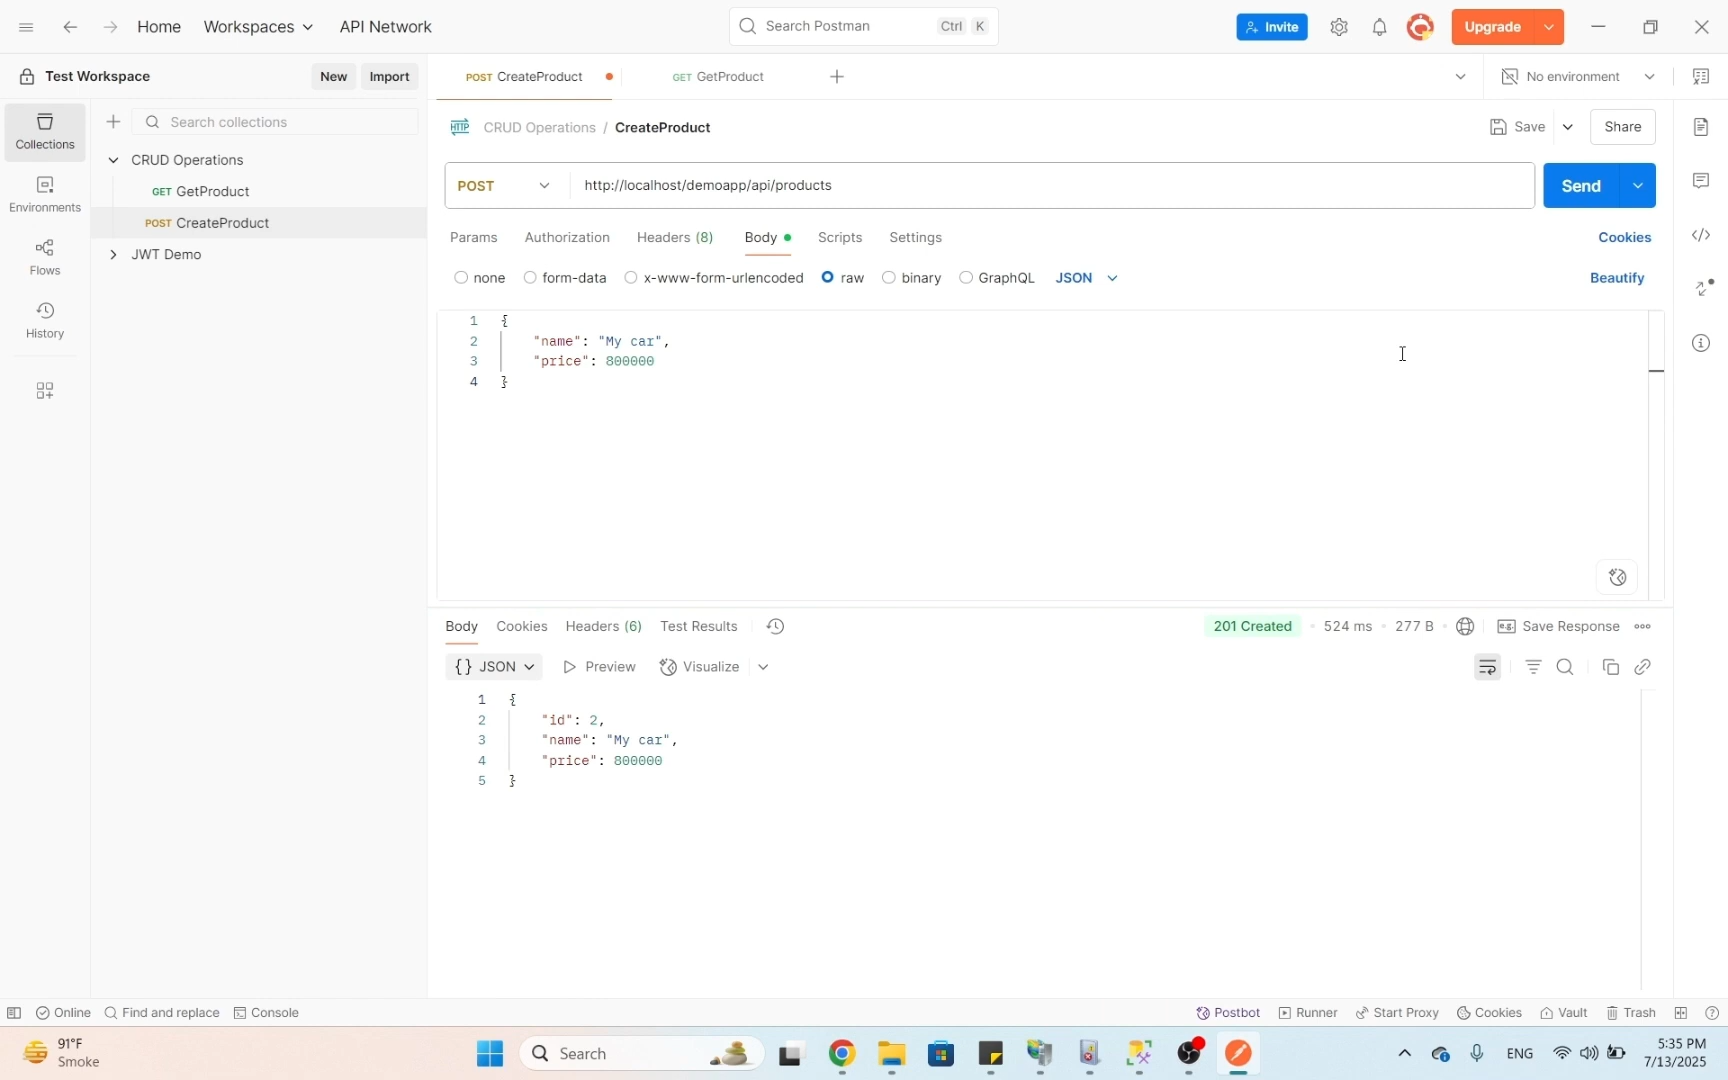 Home Workspaces API Network Search Postman Ctrl K Invite Upgrade
Test Workspace New Import POST CreateProduct GET GetProduct No environment
Collections
Environments
Flows
History
Search collections
CRUD Operations
GET GetProduct
POST CreateProduct
JWT Demo
HTTP CRUD Operations / CreateProduct Save Share
POST http://localhost/demoapp/api/products Send
Params Authorization Headers (8) Body Scripts Settings Cookies
none form-data x-www-form-urlencoded raw binary GraphQL JSON Beautify
1 {
2 "name": "My car",
3 "price": 800000
4 }
Body Cookies Headers (6) Test Results 201 Created • 524 ms • 277 B e.g. Save Response
{} JSON Preview Visualize
1 {
2 "id": 2,
3 "name": "My car",
4 "price": 800000
5 }
Online Find and replace Console Postbot Runner Start Proxy Cookies Vault Trash
91°F
Smoke
Search
ENG
5:35 PM
7/13/2025